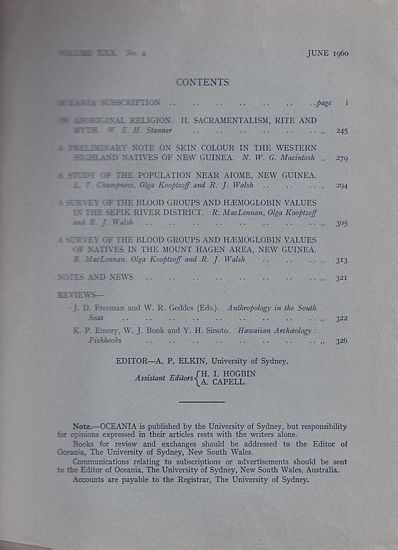 VOLUME XXX. No. 4 JUNE 1960
CONTENTS
OCEANIA SUBSCRIPTION .. .. .. .. .. .. page i
ON ABORIGINAL RELIGION. II. SACRAMENTALISM, RITE AND
MYTH. W. E. H. Stanner .. .. .. .. .. .. ,, 245
A PRELIMINARY NOTE ON SKIN COLOUR IN THE WESTERN
HIGHLAND NATIVES OF NEW GUINEA. N. W. G. Macintosh .. ,, 279
A STUDY OF THE POPULATION NEAR AIOME, NEW GUINEA.
L. T. Champness, Olga Kooptzoff and R. J. Walsh .. .. ,, 294
A SURVEY OF THE BLOOD GROUPS AND HÆMOGLOBIN VALUES
IN THE SEPIK RIVER DISTRICT. R. MacLennan, Olga Kooptzoff
and R. J. Walsh .. .. .. .. .. .. .. ,, 305
A SURVEY OF THE BLOOD GROUPS AND HÆMOGLOBIN VALUES
OF NATIVES IN THE MOUNT HAGEN AREA, NEW GUINEA.
R. MacLennan, Olga Kooptzoff and R. J. Walsh .. .. .. ,, 313
NOTES AND NEWS .. .. .. .. .. .. .. ,, 321
REVIEWS—
J. D. Freeman and W. R. Geddes (Eds.). Anthropology in the South
Seas .. .. .. .. .. .. .. .. ,, 322
K. P. Emory, W. J. Bonk and Y. H. Sinoto. Hawaiian Archæology :
Fishhooks .. .. .. .. .. .. .. ,, 326
EDITOR—A. P. ELKIN, University of Sydney.
Assistant Editors { H. I. HOGBIN
A. CAPELL.
Note.—OCEANIA is published by the University of Sydney, but responsibility
for opinions expressed in their articles rests with the writers alone.
Books for review and exchanges should be addressed to the Editor of
Oceania, The University of Sydney, New South Wales.
Communications relating to subscriptions or advertisements should be sent
to the Editor of Oceania, The University of Sydney, New South Wales, Australia.
Accounts are payable to the Registrar, The University of Sydney.